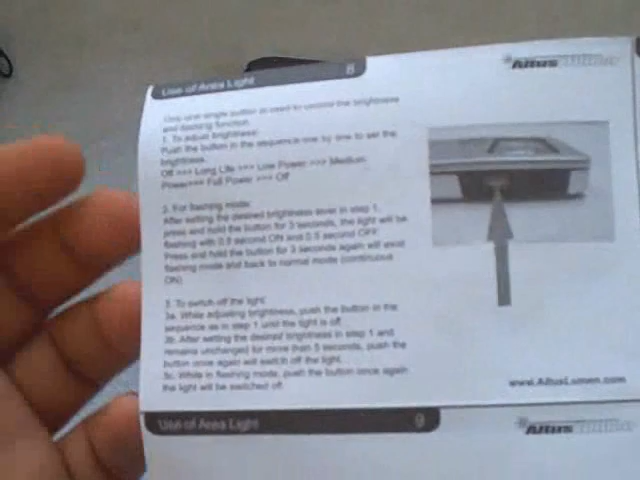 Use of Area Light 8
Altus Lumen
Only one single button is used to control the brightness
and flashing function.
1. To adjust brightness:
Push the button in the sequence one by one to set the
brightness.
Off >>> Long Life >>> Low Power >>> Medium
Power>>> Full Power >>> Off
2. For flashing mode:
After setting the desired brightness level in step 1,
press and hold the button for 3 seconds, the light will be
flashing with 0.5 second ON and 0.5 second OFF.
Press and hold the button for 3 seconds again will exist
flashing mode and back to normal mode (continuous
ON)
3. To switch off the light
3a. While adjusting brightness, push the button in the
sequence as in step 1 until the light is off.
3b. After setting the desired brightness in step 1 and
remains unchanged for more than 5 seconds, push the
button once again will switch off the light.
3c. While in flashing mode, push the button once again
the light will be switched off.
www.AltusLumen.com
Use of Area Light 9
Altus Lumen